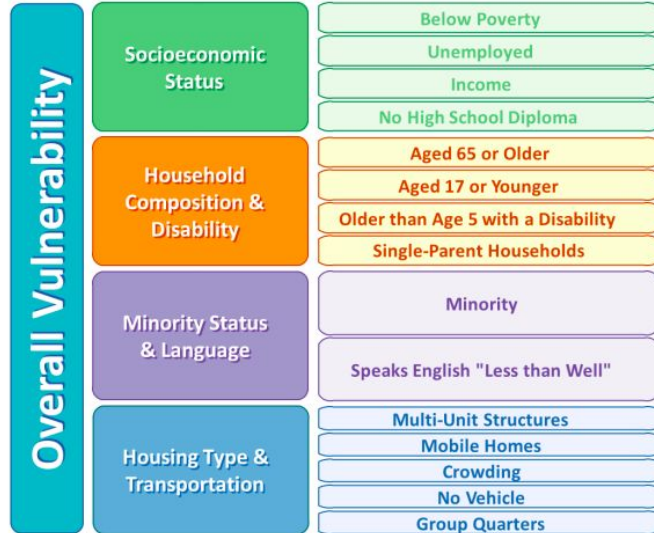 Overall Vulnerability
Socioeconomic
Status
Below Poverty
Unemployed
Income
No High School Diploma
Household
Composition &
Disability
Aged 65 or Older
Aged 17 or Younger
Older than Age 5 with a Disability
Single-Parent Households
Minority Status
& Language
Minority
Speaks English "Less than Well"
Housing Type &
Transportation
Multi-Unit Structures
Mobile Homes
Crowding
No Vehicle
Group Quarters